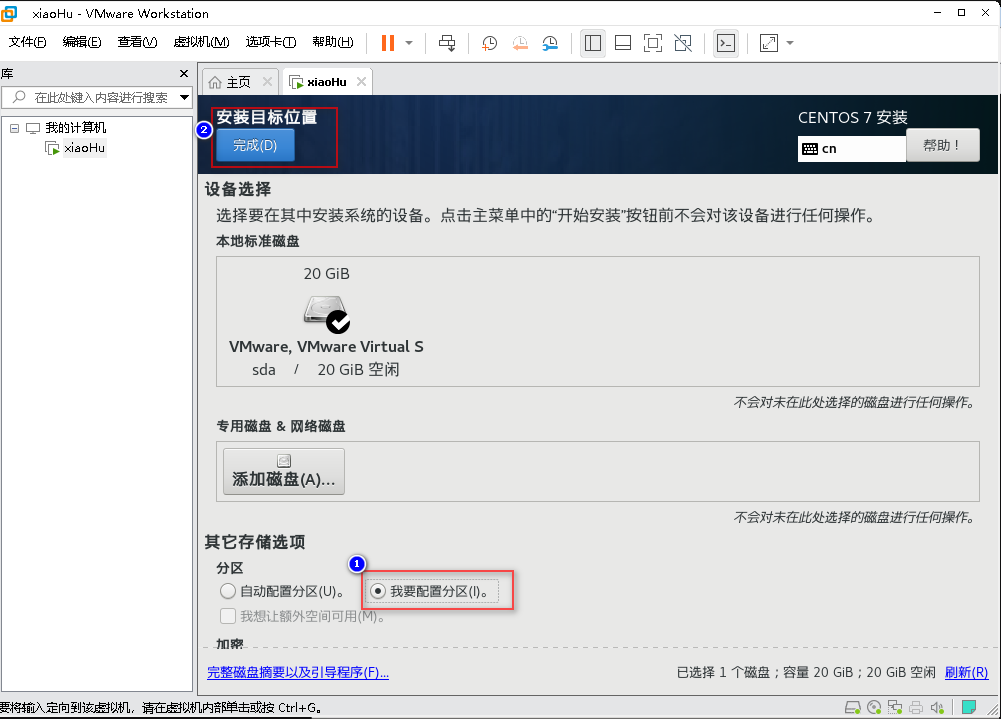 xiaoHu - VMware Workstation
文件(F) 编辑(E) 查看(V) 虚拟机(M) 选项卡(T) 帮助(H)
库
在此处键入内容进行搜索
我的计算机
xiaoHu
主页 xiaoHu
安装目标位置
2
完成(D)
CENTOS 7 安装
cn
帮助！
设备选择
选择要在其中安装系统的设备。点击主菜单中的“开始安装”按钮前不会对该设备进行任何操作。
本地标准磁盘
20 GiB
VMware, VMware Virtual S
sda / 20 GiB 空闲
不会对未在此处选择的磁盘进行任何操作。
专用磁盘 & 网络磁盘
添加磁盘(A)...
不会对未在此处选择的磁盘进行任何操作。
其它存储选项
分区
1
自动配置分区(U)。 我要配置分区(I)。
我想让额外空间可用(M)。
加密
完整磁盘摘要以及引导程序(F)...
已选择 1 个磁盘；容量 20 GiB；20 GiB 空闲 刷新(R)
要将输入定向到该虚拟机，请在虚拟机内部单击或按 Ctrl+G。